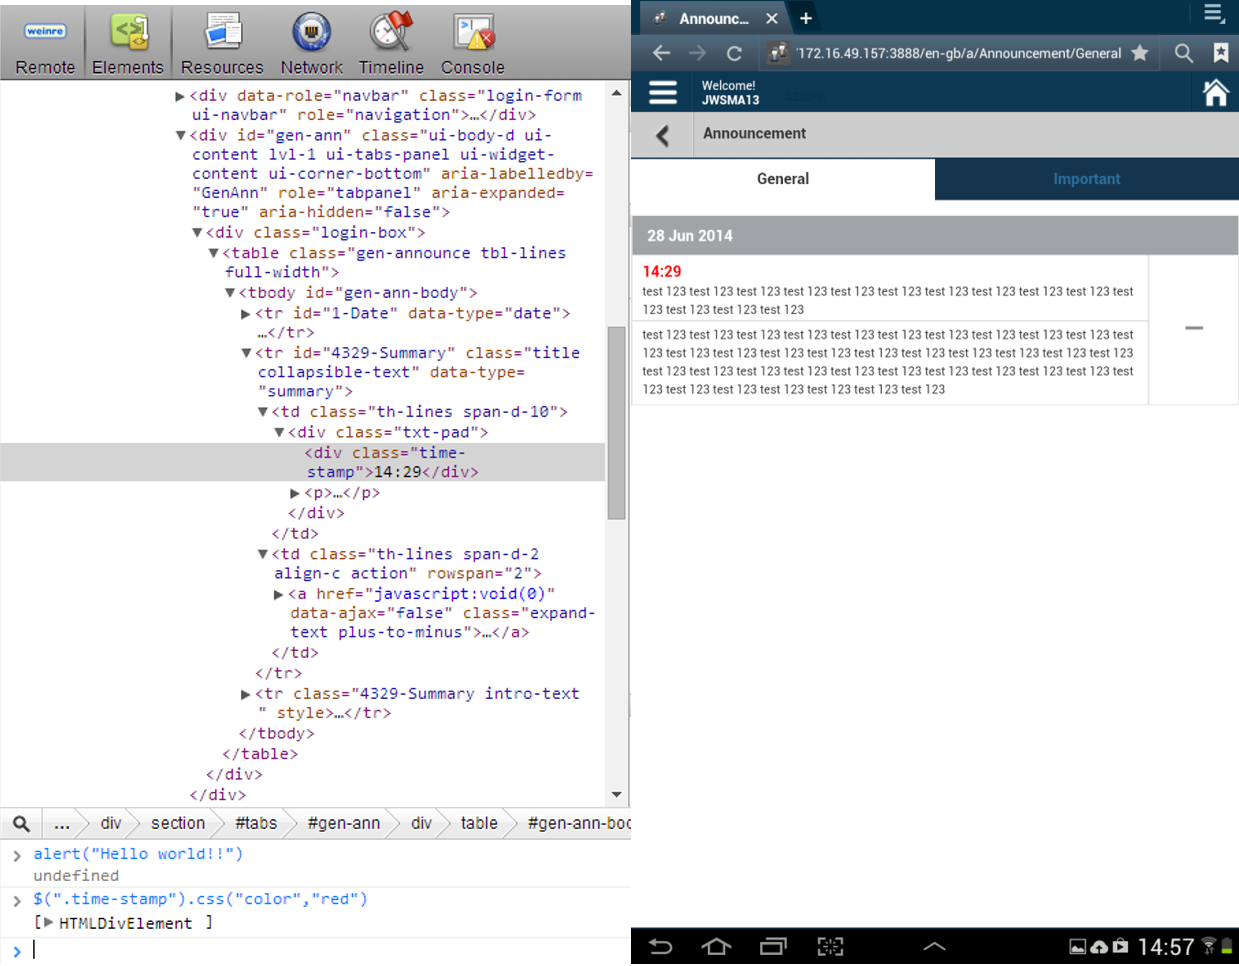 weinre
Remote
Elements
Resources
Network
Timeline
Console
▶<div data-role="navbar" class="login-form
ui-navbar" role="navigation">…</div>
▼<div id="gen-ann" class="ui-body-d ui-
content lvl-1 ui-tabs-panel ui-widget-
content ui-corner-bottom" aria-labelledby=
"GenAnn" role="tabpanel" aria-expanded=
"true" aria-hidden="false">
▼<div class="login-box">
▼<table class="gen-announce tbl-lines
full-width">
▼<tbody id="gen-ann-body">
▶<tr id="1-Date" data-type="date">
…</tr>
▼<tr id="4329-Summary" class="title
collapsible-text" data-type=
"summary">
▼<td class="th-lines span-d-10">
▼<div class="txt-pad">
<div class="time-
stamp">14:29</div>
▶<p>…</p>
</div>
</td>
▼<td class="th-lines span-d-2
align-c action" rowspan="2">
▶<a href="javascript:void(0)"
data-ajax="false" class="expand-
text plus-to-minus">…</a>
</td>
</tr>
▶<tr class="4329-Summary intro-text
" style>…</tr>
</tbody>
</table>
</div>
</div>
... div section #tabs #gen-ann div table #gen-ann-bod
> alert("Hello world!!")
undefined
> $(".time-stamp").css("color","red")
[▶ HTMLDivElement ]
>
Announc... × +
172.16.49.157:3888/en-gb/a/Announcement/General
Welcome!
JWSMA13
Announcement
General
Important
28 Jun 2014
14:29
test 123 test 123 test 123 test 123 test 123 test 123 test 123 test 123 test 123 test 123 test
123 test 123 test 123 test 123
test 123 test 123 test 123 test 123 test 123 test 123 test 123 test 123 test 123 test 123 test
123 test 123 test 123 test 123 test 123 test 123 test 123 test 123 test 123 test 123 test 123
test 123 test 123 test 123 test 123 test 123 test 123 test 123 test 123 test 123 test 123 test
123 test 123 test 123 test 123 test 123 test 123 test 123
14:57